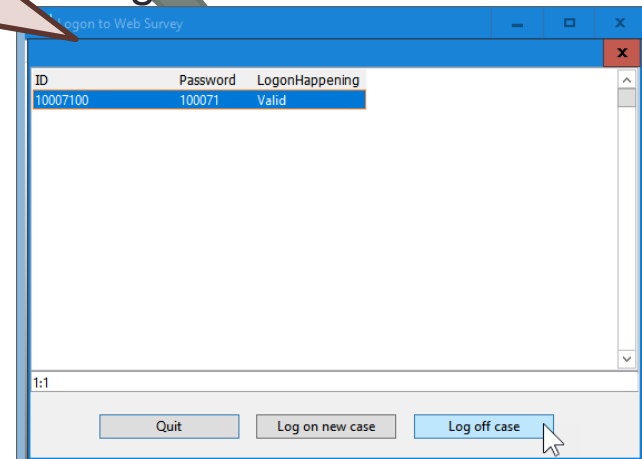 Logon to Web Survey
x
ID Password LogonHappening
10007100 100071 Valid
1:1
Quit Log on new case Log off case